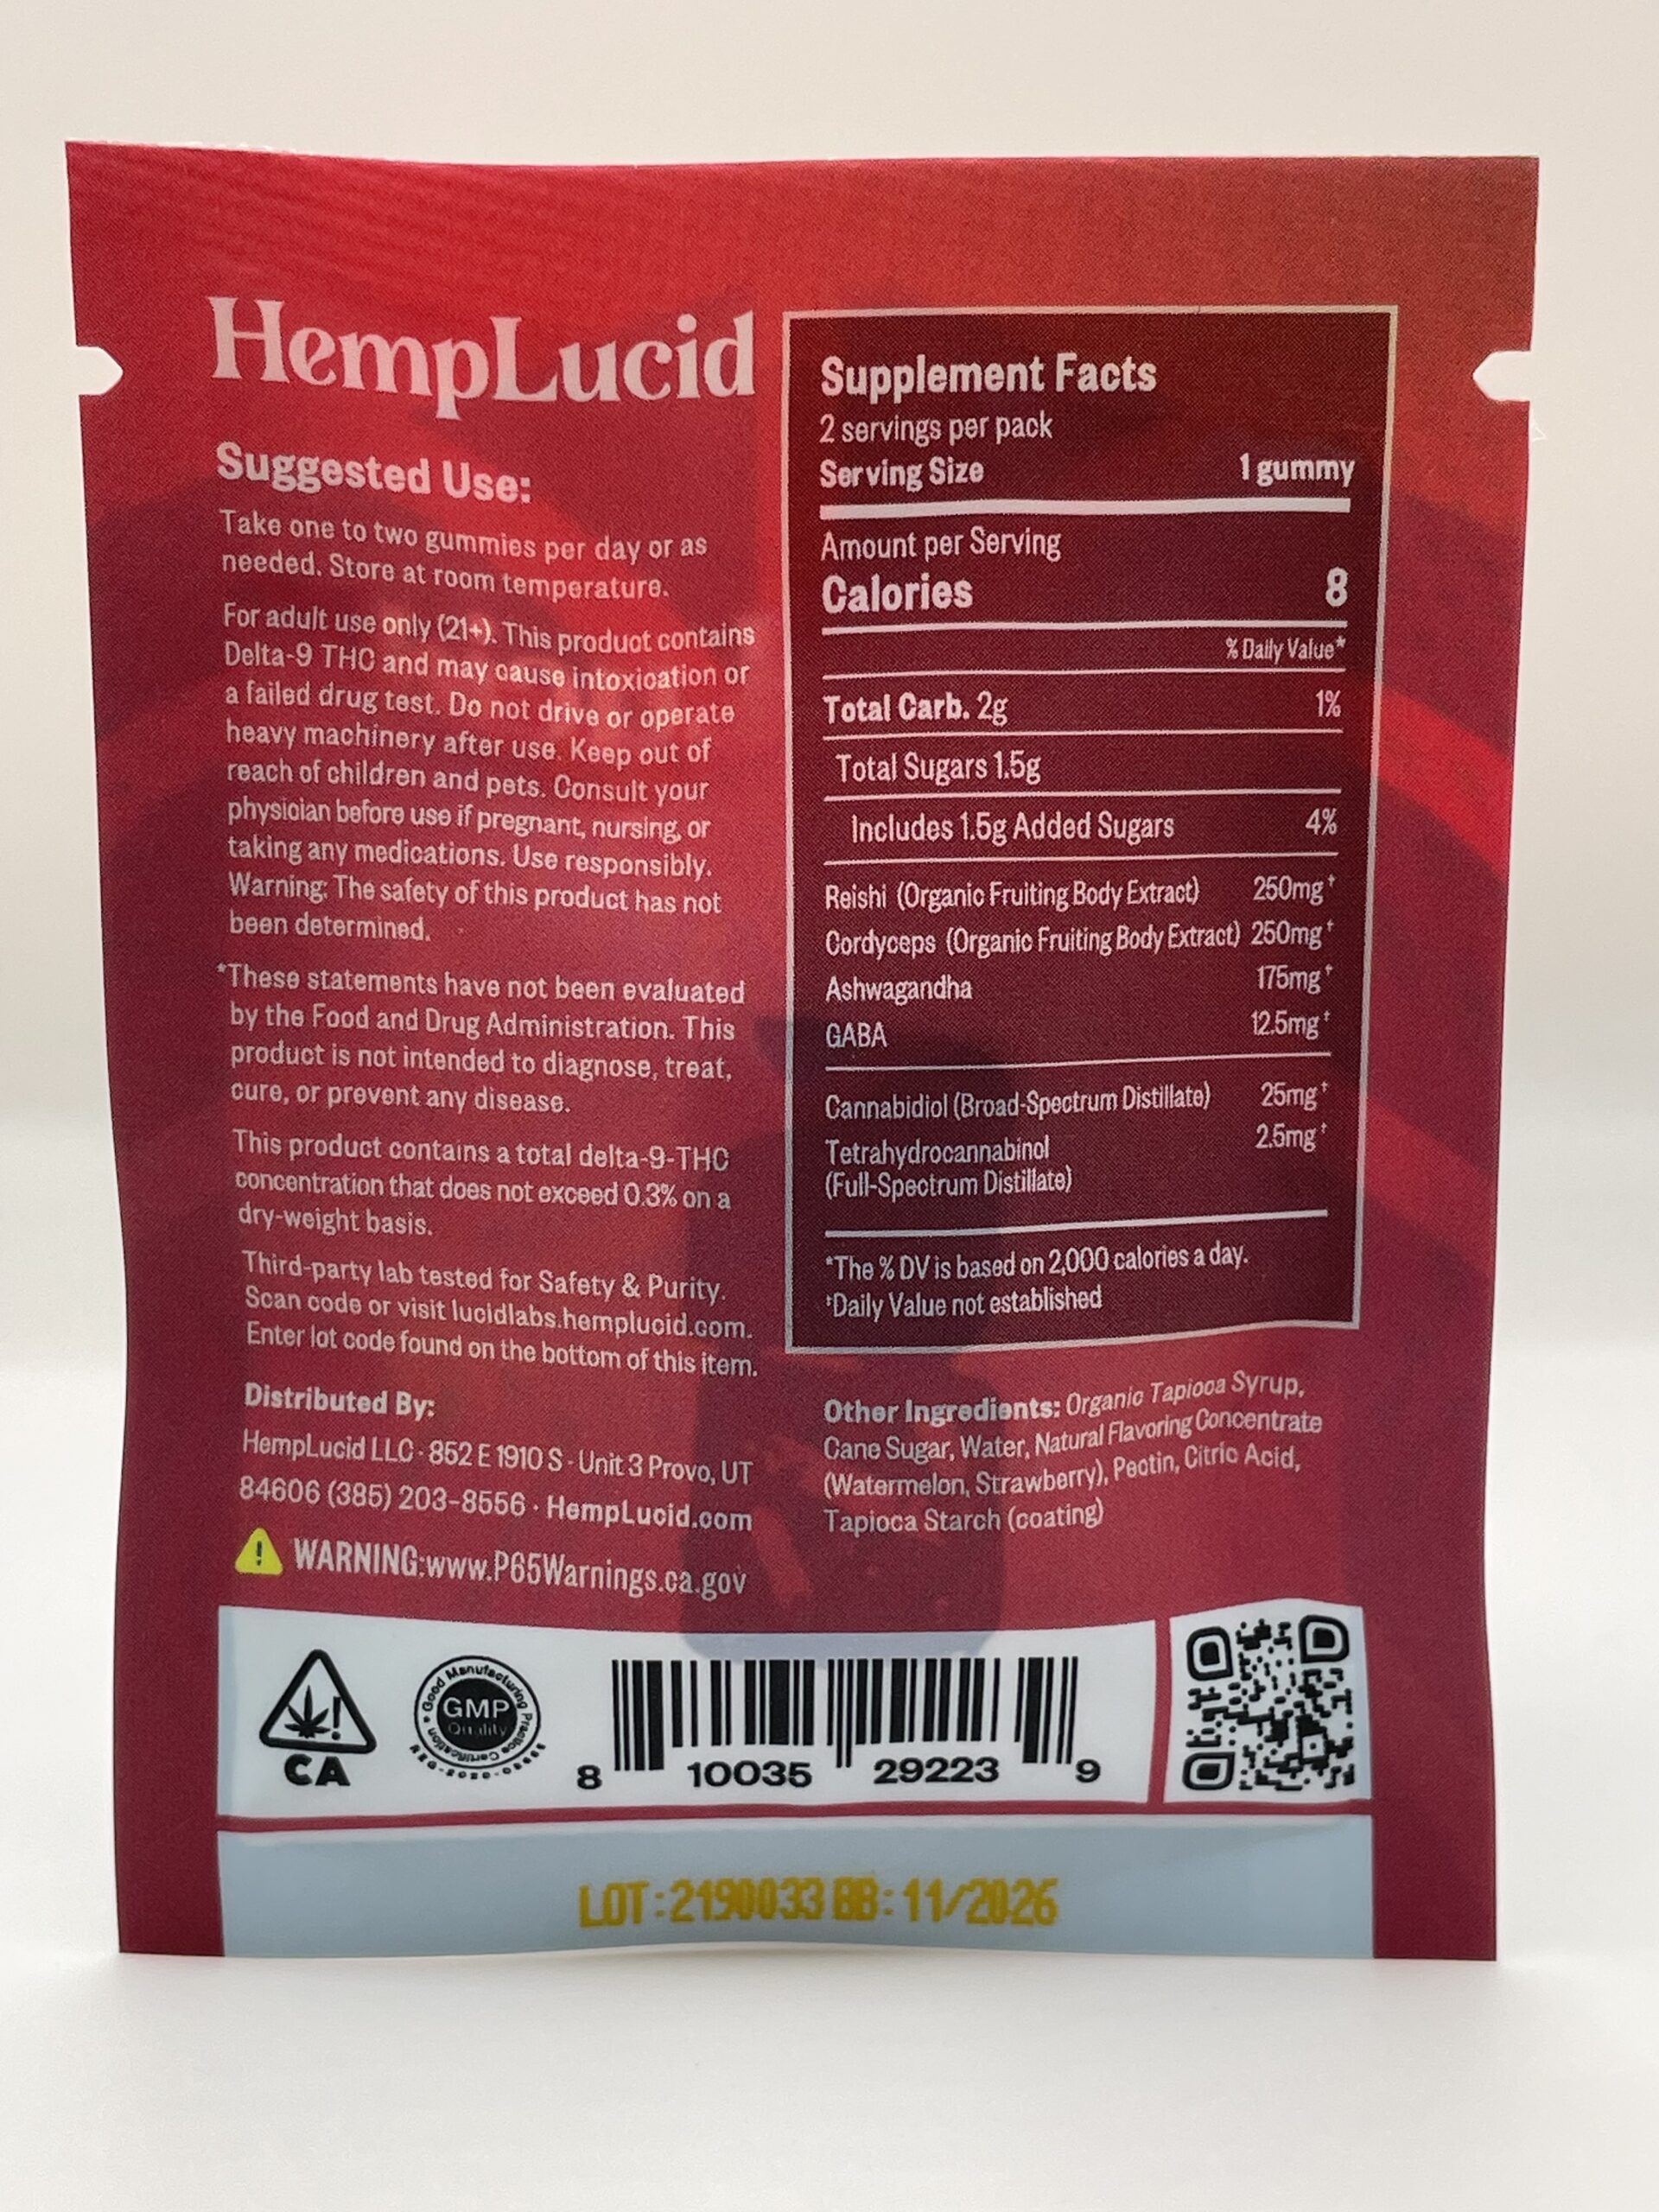 HempLucid
Suggested Use:
Take one to two gummies per day or as
needed. Store at room temperature.
For adult use only (21+). This product contains
Delta-9 THC and may cause intoxication or
a failed drug test. Do not drive or operate
heavy machinery after use. Keep out of
reach of children and pets. Consult your
physician before use if pregnant, nursing, or
taking any medications. Use responsibly.
Warning: The safety of this product has not
been determined.
*These statements have not been evaluated
by the Food and Drug Administration. This
product is not intended to diagnose, treat,
cure, or prevent any disease.
This product contains a total delta-9-THC
concentration that does not exceed 0.3% on a
dry-weight basis.
Third-party lab tested for Safety & Purity.
Scan code or visit lucidlabs.hemplucid.com.
Enter lot code found on the bottom of this item.
Distributed By:
HempLucid LLC · 852 E 1910 S · Unit 3 Provo, UT
84606 (385) 203-8556 · HempLucid.com
WARNING:www.P65Warnings.ca.gov
Supplement Facts
2 servings per pack
Serving Size 1 gummy
Amount per Serving
Calories 8
% Daily Value*
Total Carb. 2g 1%
Total Sugars 1.5g
Includes 1.5g Added Sugars 4%
Reishi (Organic Fruiting Body Extract) 250mg†
Cordyceps (Organic Fruiting Body Extract) 250mg†
Ashwagandha 175mg†
GABA 12.5mg†
Cannabidiol (Broad-Spectrum Distillate) 25mg†
Tetrahydrocannabinol 2.5mg†
(Full-Spectrum Distillate)
*The % DV is based on 2,000 calories a day.
†Daily Value not established
Other Ingredients: Organic Tapioca Syrup,
Cane Sugar, Water, Natural Flavoring Concentrate
(Watermelon, Strawberry), Pectin, Citric Acid,
Tapioca Starch (coating)
CA
Good Manufacturing Practice Certification
GMP
Quality
8 10035 29223 9
LOT:2190033 BB:11/2026